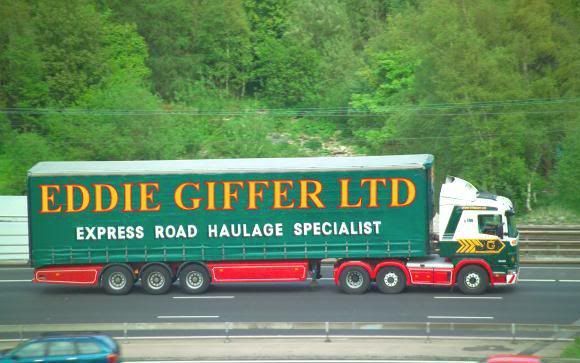 EDDIE GIFFER LTD
EXPRESS ROAD HAULAGE SPECIALIST
G